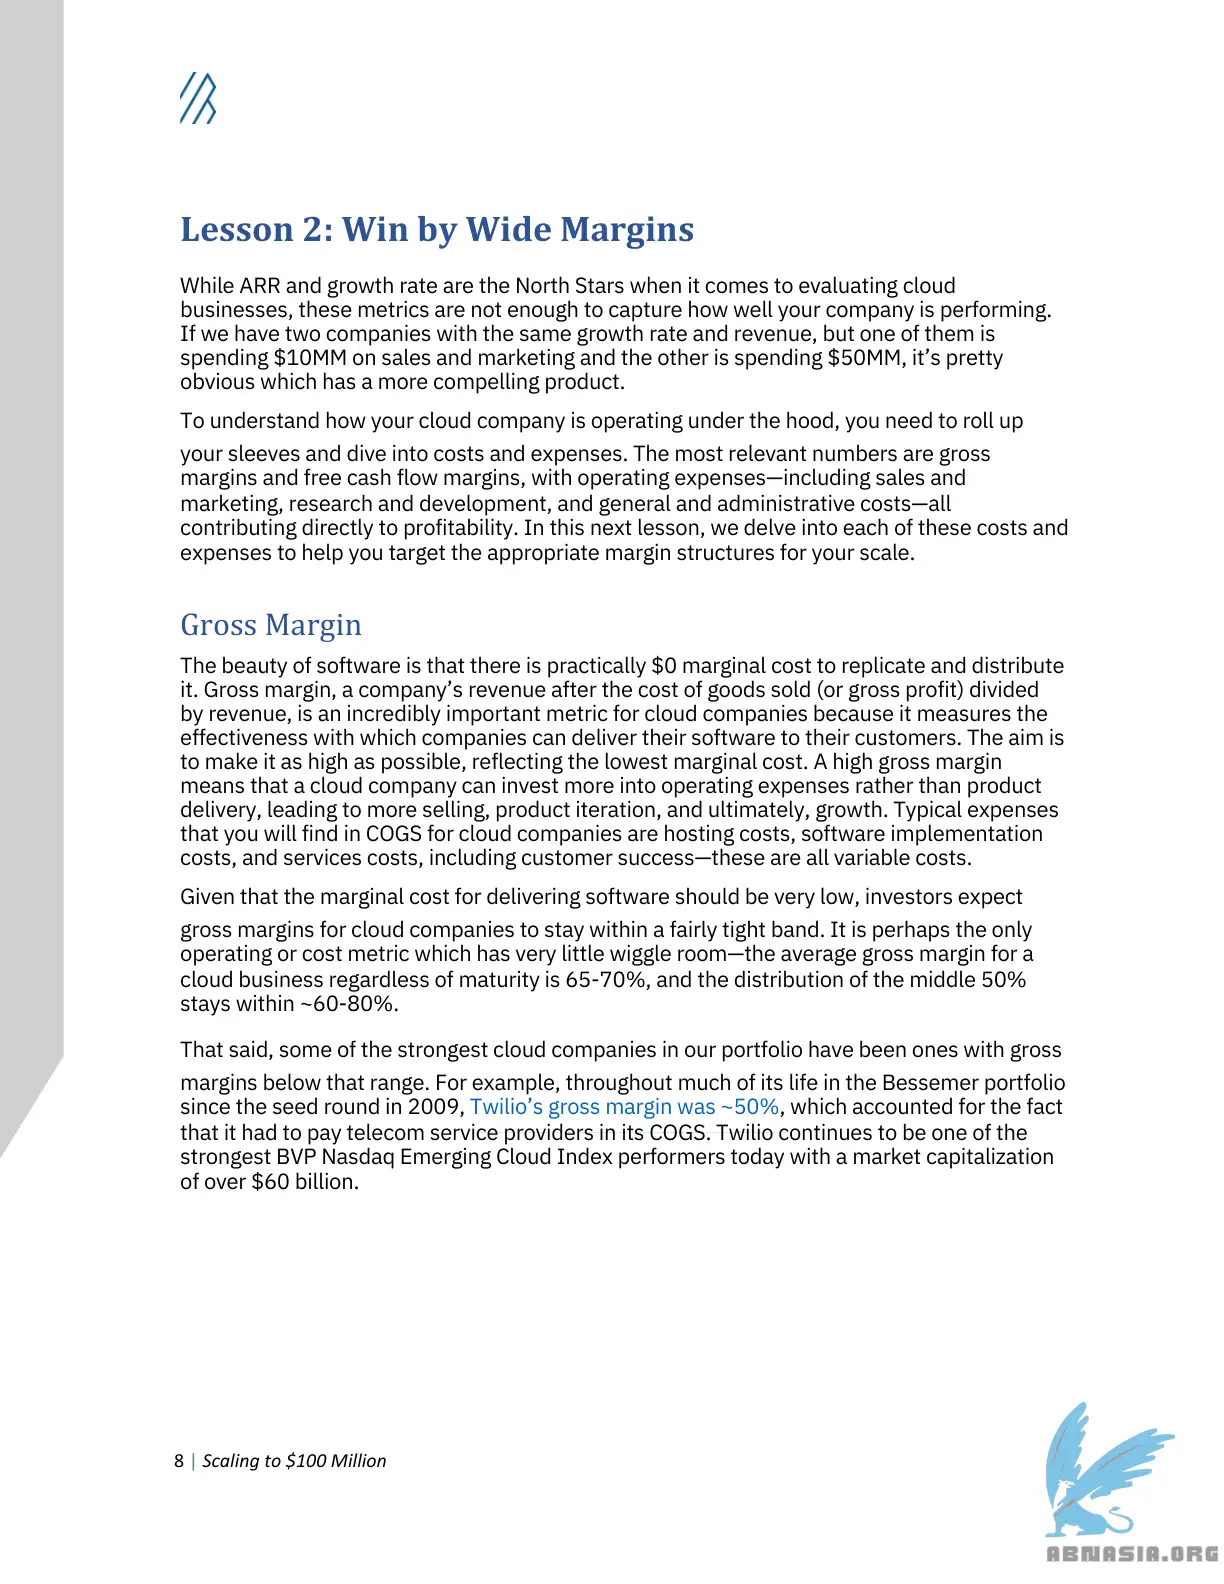 Lesson 2: Win by Wide Margins
While ARR and growth rate are the North Stars when it comes to evaluating cloud
businesses, these metrics are not enough to capture how well your company is performing.
If we have two companies with the same growth rate and revenue, but one of them is
spending $10MM on sales and marketing and the other is spending $50MM, it’s pretty
obvious which has a more compelling product.
To understand how your cloud company is operating under the hood, you need to roll up
your sleeves and dive into costs and expenses. The most relevant numbers are gross
margins and free cash flow margins, with operating expenses—including sales and
marketing, research and development, and general and administrative costs—all
contributing directly to profitability. In this next lesson, we delve into each of these costs and
expenses to help you target the appropriate margin structures for your scale.
Gross Margin
The beauty of software is that there is practically $0 marginal cost to replicate and distribute
it. Gross margin, a company’s revenue after the cost of goods sold (or gross profit) divided
by revenue, is an incredibly important metric for cloud companies because it measures the
effectiveness with which companies can deliver their software to their customers. The aim is
to make it as high as possible, reflecting the lowest marginal cost. A high gross margin
means that a cloud company can invest more into operating expenses rather than product
delivery, leading to more selling, product iteration, and ultimately, growth. Typical expenses
that you will find in COGS for cloud companies are hosting costs, software implementation
costs, and services costs, including customer success—these are all variable costs.
Given that the marginal cost for delivering software should be very low, investors expect
gross margins for cloud companies to stay within a fairly tight band. It is perhaps the only
operating or cost metric which has very little wiggle room—the average gross margin for a
cloud business regardless of maturity is 65-70%, and the distribution of the middle 50%
stays within ~60-80%.
That said, some of the strongest cloud companies in our portfolio have been ones with gross
margins below that range. For example, throughout much of its life in the Bessemer portfolio
since the seed round in 2009, Twilio’s gross margin was ~50%, which accounted for the fact
that it had to pay telecom service providers in its COGS. Twilio continues to be one of the
strongest BVP Nasdaq Emerging Cloud Index performers today with a market capitalization
of over $60 billion.
8 | Scaling to $100 Million
ABNASIA.ORG